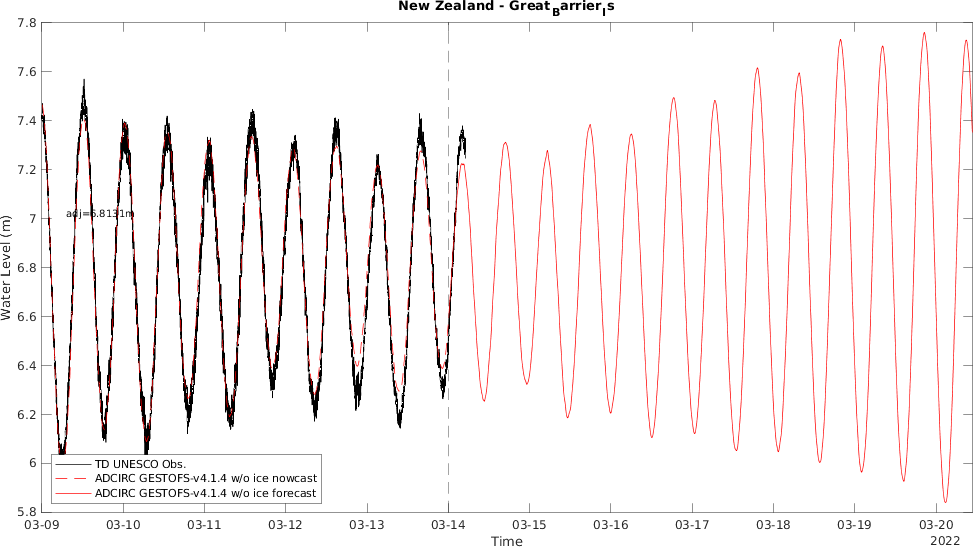 New Zealand - Great_Barrier_Is
7.8
7.6
7.4
7.2
7
6.8
6.6
6.4
6.2
6
5.8
Water Level (m)
adj=6.8131m
TD UNESCO Obs.
ADCIRC GESTOFS-v4.1.4 w/o ice nowcast
ADCIRC GESTOFS-v4.1.4 w/o ice forecast
03-09 03-10 03-11 03-12 03-13 03-14 03-15 03-16 03-17 03-18 03-19 03-20
Time
2022